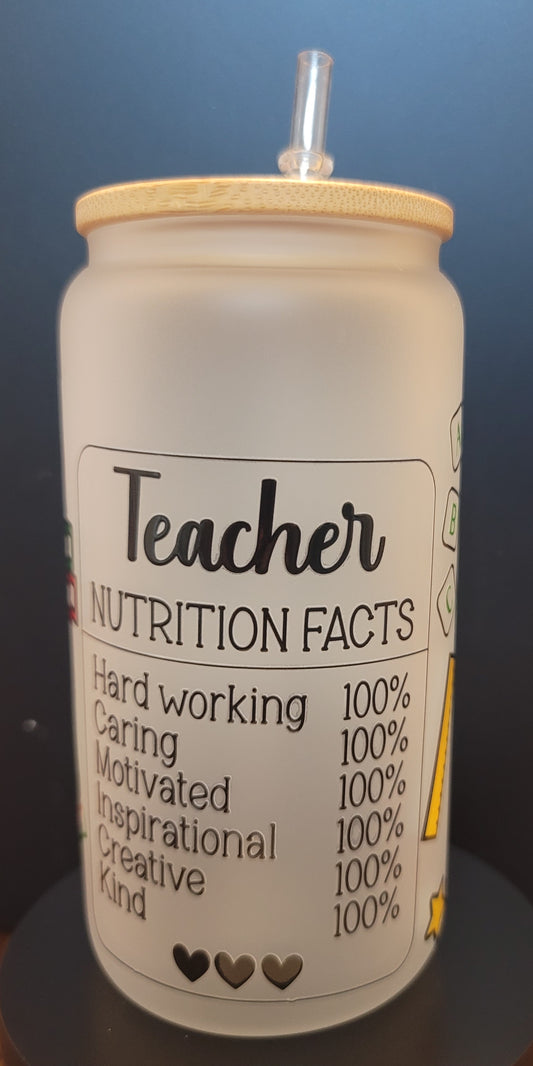 Teacher
NUTRITION FACTS
Hard working 100%
Caring 100%
Motivated 100%
Inspirational 100%
Creative 100%
Kind 100%
A
B
C